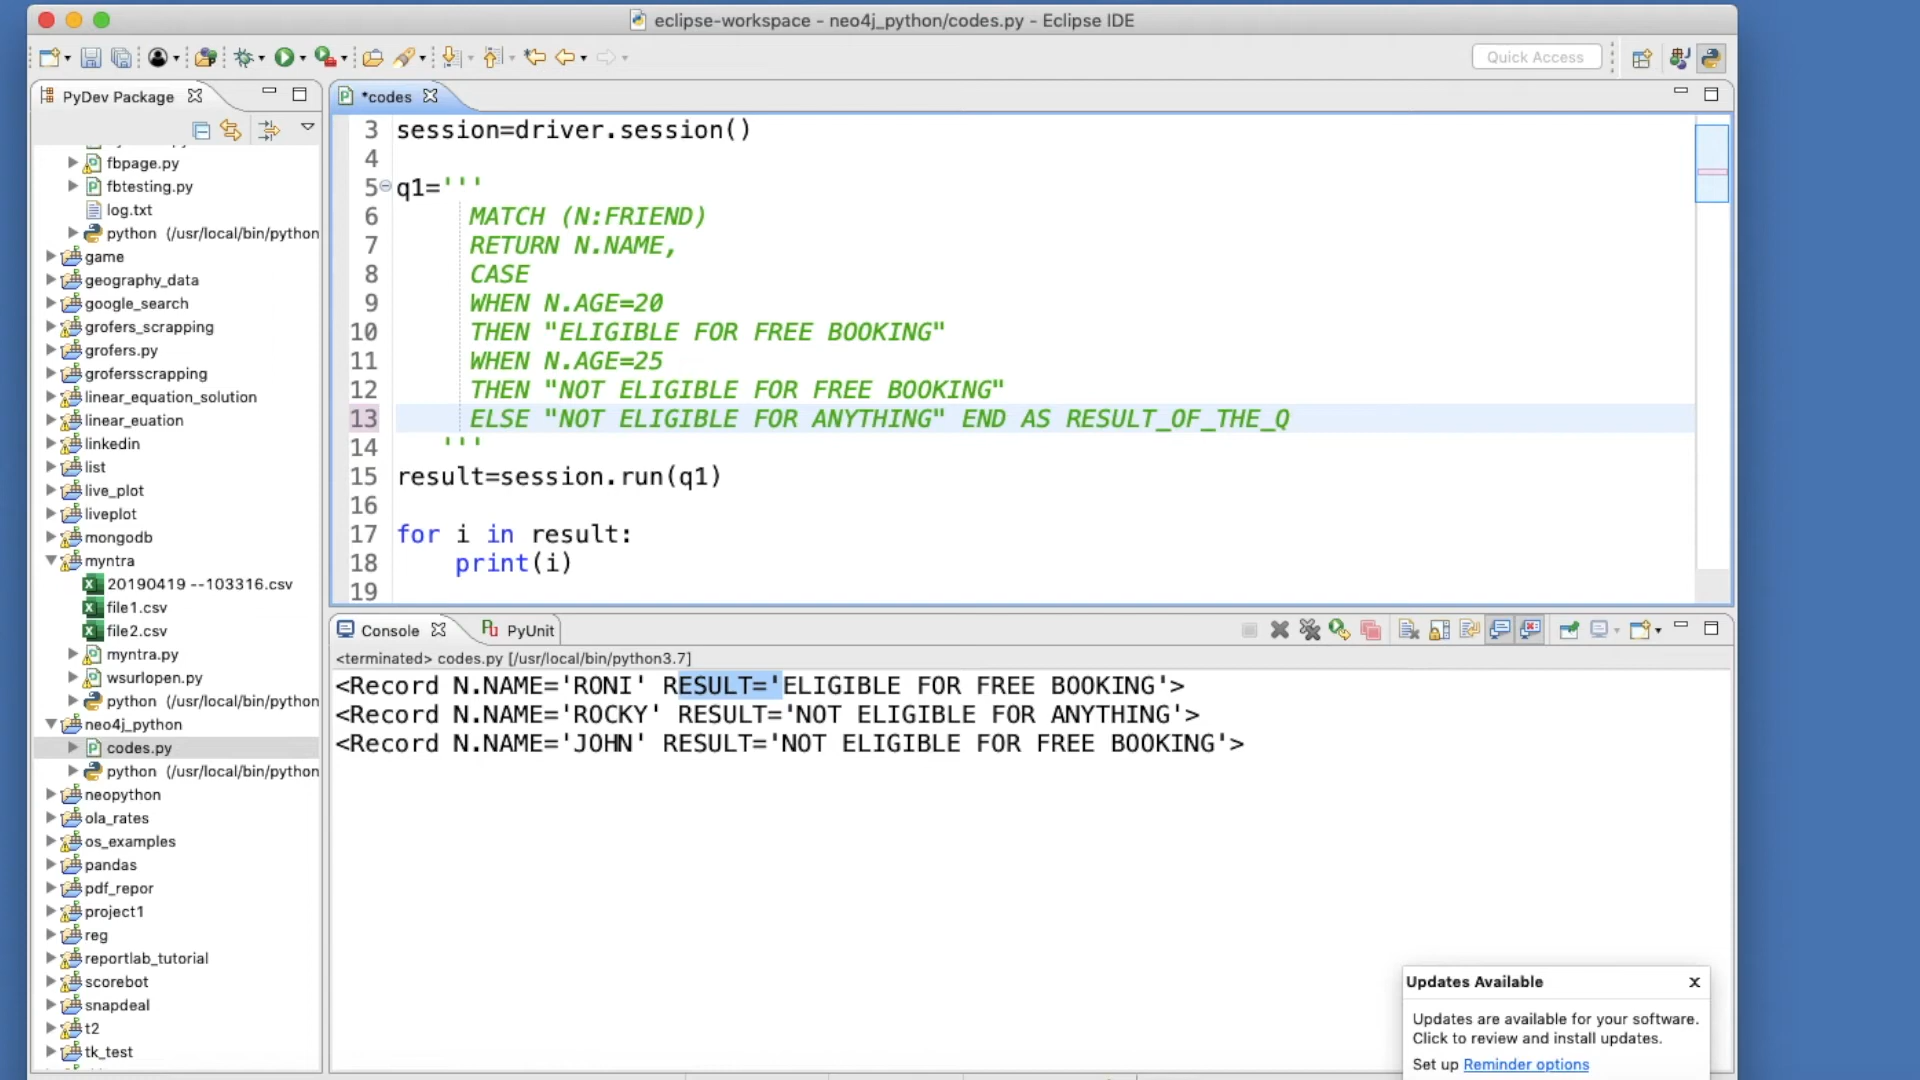 eclipse-workspace - neo4j_python/codes.py - Eclipse IDE
Quick Access
PyDev Package
fbpage.py
fbtesting.py
log.txt
python (/usr/local/bin/python
game
geography_data
google_search
grofers_scrapping
grofers.py
grofersscrapping
linear_equation_solution
linear_euation
linkedin
list
live_plot
liveplot
mongodb
myntra
20190419 --103316.csv
file1.csv
file2.csv
myntra.py
wsurlopen.py
python (/usr/local/bin/python
neo4j_python
codes.py
python (/usr/local/bin/python
neopython
ola_rates
os_examples
pandas
pdf_repor
project1
reg
reportlab_tutorial
scorebot
snapdeal
t2
tk_test
*codes
3 session=driver.session()
4
5 q1='''
6 MATCH (N:FRIEND)
7 RETURN N.NAME,
8 CASE
9 WHEN N.AGE=20
10 THEN "ELIGIBLE FOR FREE BOOKING"
11 WHEN N.AGE=25
12 THEN "NOT ELIGIBLE FOR FREE BOOKING"
13 ELSE "NOT ELIGIBLE FOR ANYTHING" END AS RESULT_OF_THE_Q
14 '''
15 result=session.run(q1)
16
17 for i in result:
18 print(i)
19
Console
PyUnit
<terminated> codes.py [/usr/local/bin/python3.7]
<Record N.NAME='RONI' RESULT='ELIGIBLE FOR FREE BOOKING'>
<Record N.NAME='ROCKY' RESULT='NOT ELIGIBLE FOR ANYTHING'>
<Record N.NAME='JOHN' RESULT='NOT ELIGIBLE FOR FREE BOOKING'>
Updates Available
x
Updates are available for your software.
Click to review and install updates.
Set up Reminder options